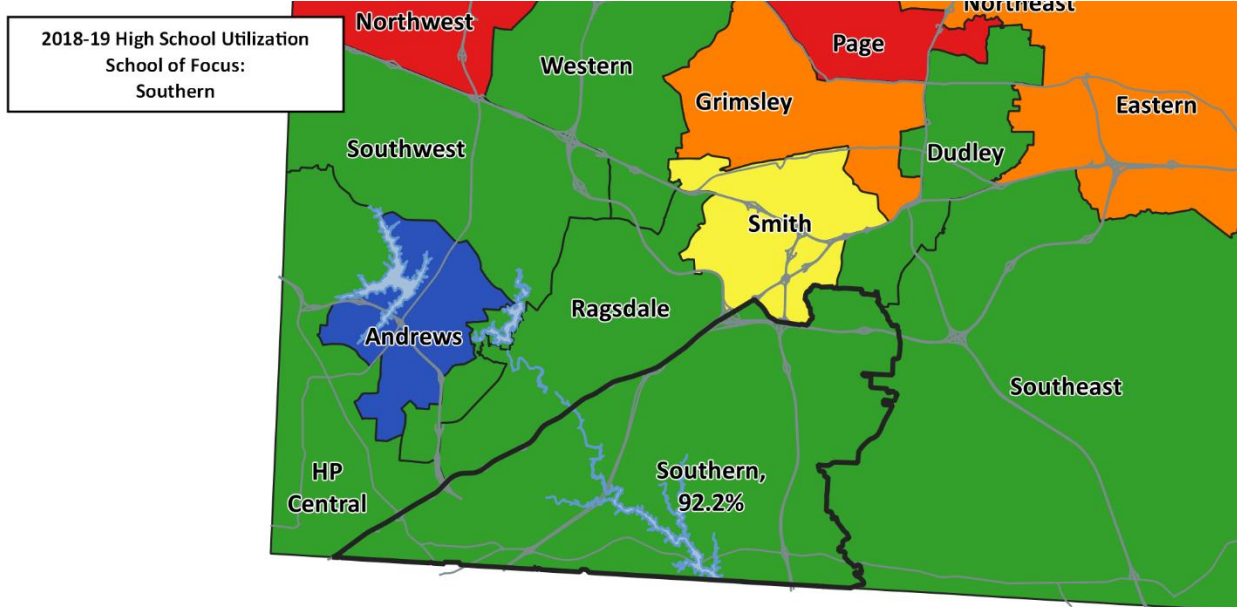 2018-19 High School Utilization
School of Focus:
Southern
Northwest
Northeast
Page
Western
Grimsley
Eastern
Southwest
Dudley
Smith
Ragsdale
Andrews
Southeast
HP
Central
Southern,
92.2%